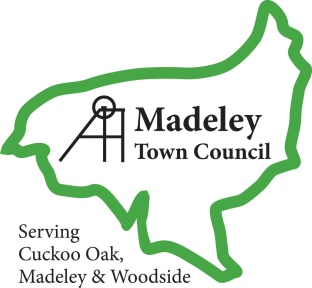 Madeley
Town Council
Serving
Cuckoo Oak,
Madeley & Woodside